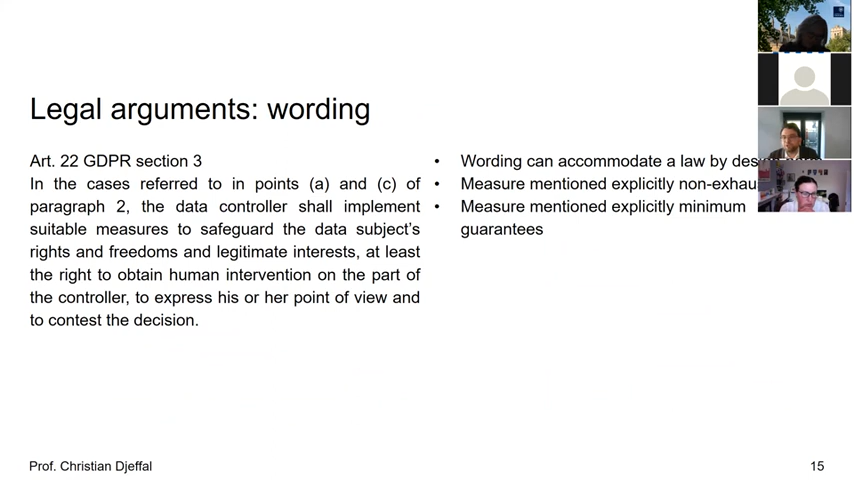 Legal arguments: wording
Art. 22 GDPR section 3
In the cases referred to in points (a) and (c) of
paragraph 2, the data controller shall implement
suitable measures to safeguard the data subject's
rights and freedoms and legitimate interests, at least
the right to obtain human intervention on the part of
the controller, to express his or her point of view and
to contest the decision.
• Wording can accommodate a law by
• Measure mentioned explicitly
• Measure mentioned explicitly minimum
guarantees
Prof. Christian Djeffal
15